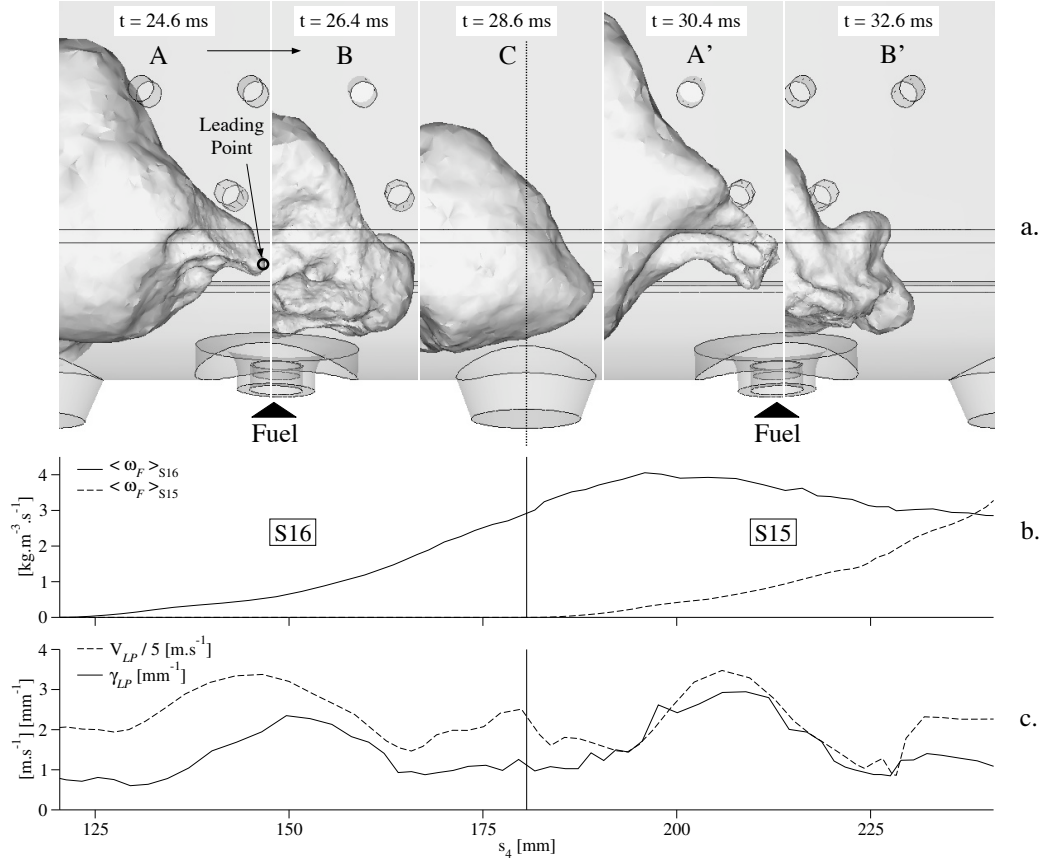 t = 24.6 ms t = 26.4 ms t = 28.6 ms t = 30.4 ms t = 32.6 ms
A B C A’ B’
Leading
Point
a.
Fuel Fuel
< ω_F >_S16
< ω_F >_S15
[kg.m⁻³.s⁻¹]
4
3
2
1
0
S16 S15
b.
V_LP / 5 [m.s⁻¹]
γ_LP [mm⁻¹]
[m.s⁻¹] [mm⁻¹]
4
3
2
1
0
c.
125 150 175 200 225
s₄ [mm]